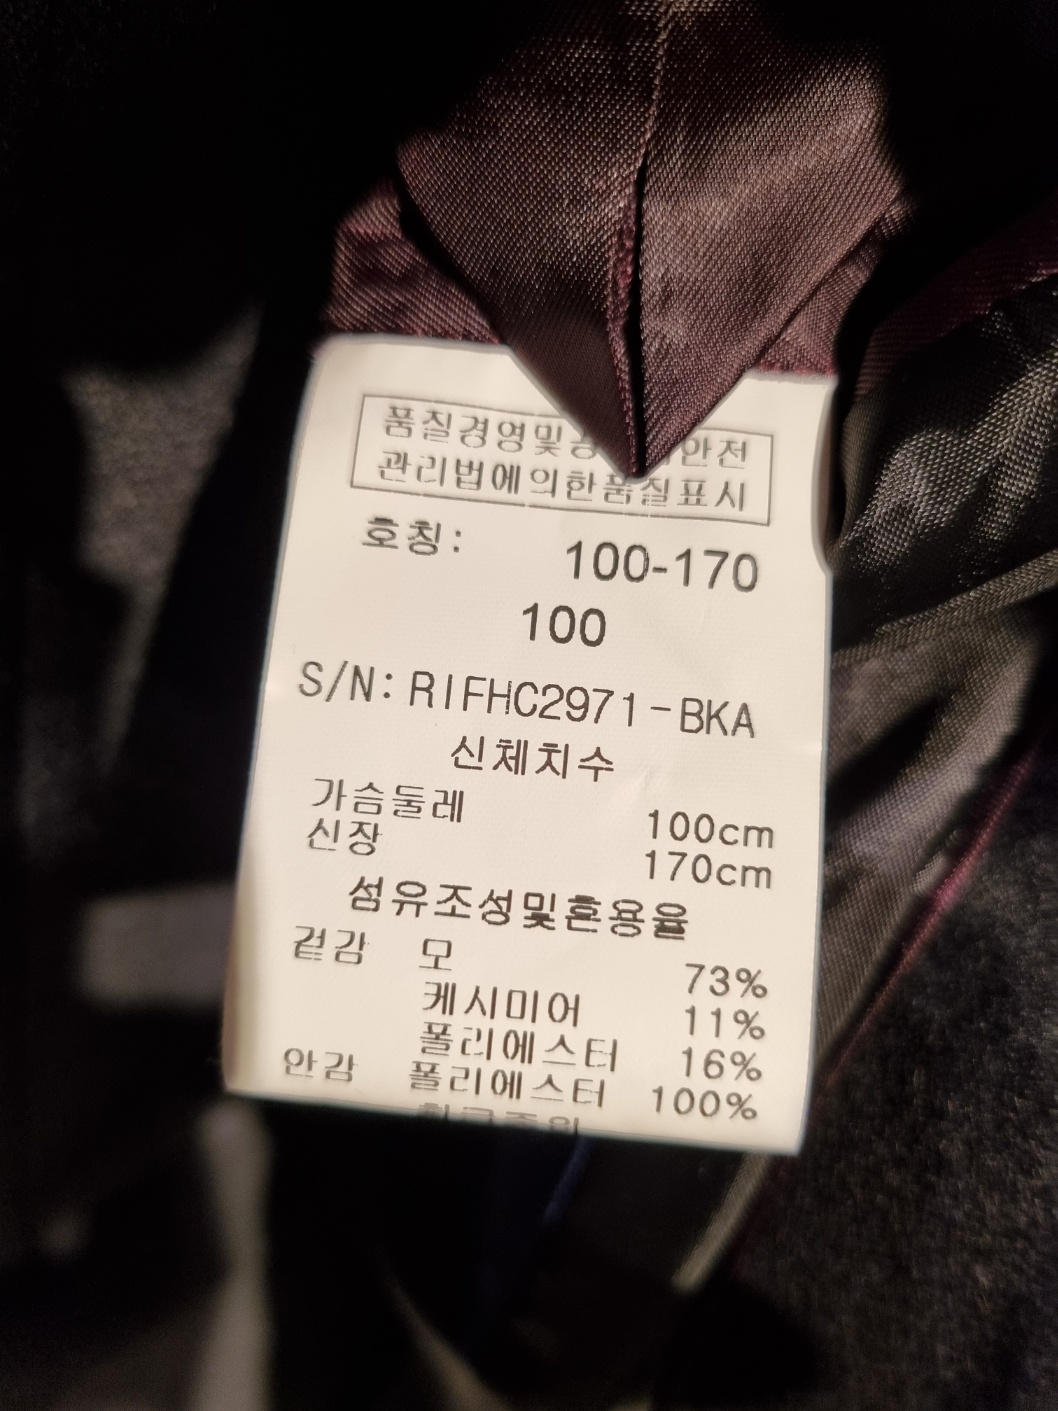 품질경영및공 안전
관리법에의한품질표시
호칭: 100-170
100
S/N: RIFHC2971-BKA
신체치수
가슴둘레 100cm
신장 170cm
섬유조성및혼용율
겉감 모 73%
케시미어 11%
폴리에스터 16%
안감 폴리에스터 100%